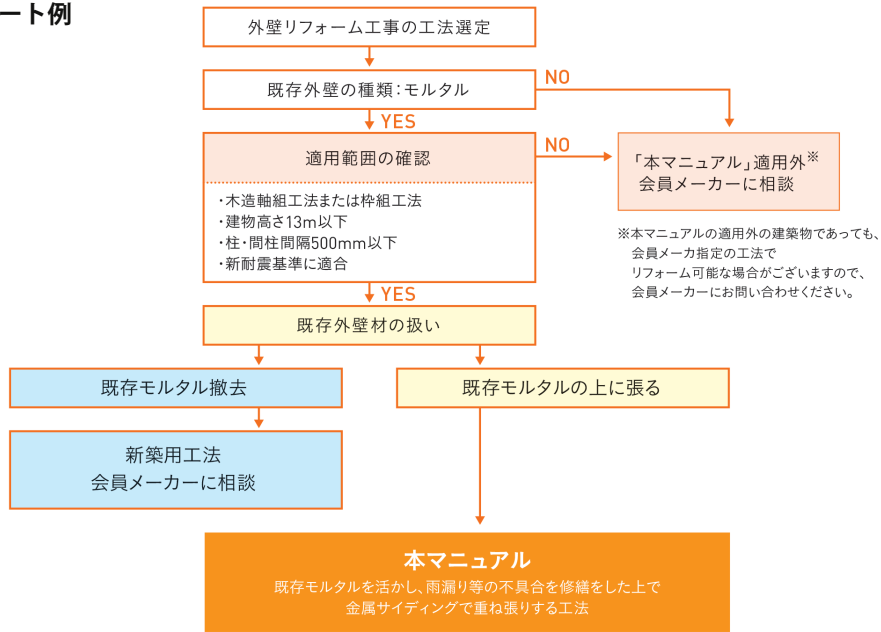 ート例
外壁リフォーム工事の工法選定
既存外壁の種類：モルタル
NO
YES
適用範囲の確認
NO
・木造軸組工法または枠組工法
・建物高さ13m以下
・柱・間柱間隔500mm以下
・新耐震基準に適合
「本マニュアル」適用外※
会員メーカーに相談
※本マニュアルの適用外の建築物であっても、
会員メーカ指定の工法で
リフォーム可能な場合がございますので、
会員メーカーにお問い合わせください。
YES
既存外壁材の扱い
既存モルタル撤去
既存モルタルの上に張る
新築用工法
会員メーカーに相談
本マニュアル
既存モルタルを活かし、雨漏り等の不具合を修繕をした上で
金属サイディングで重ね張りする工法